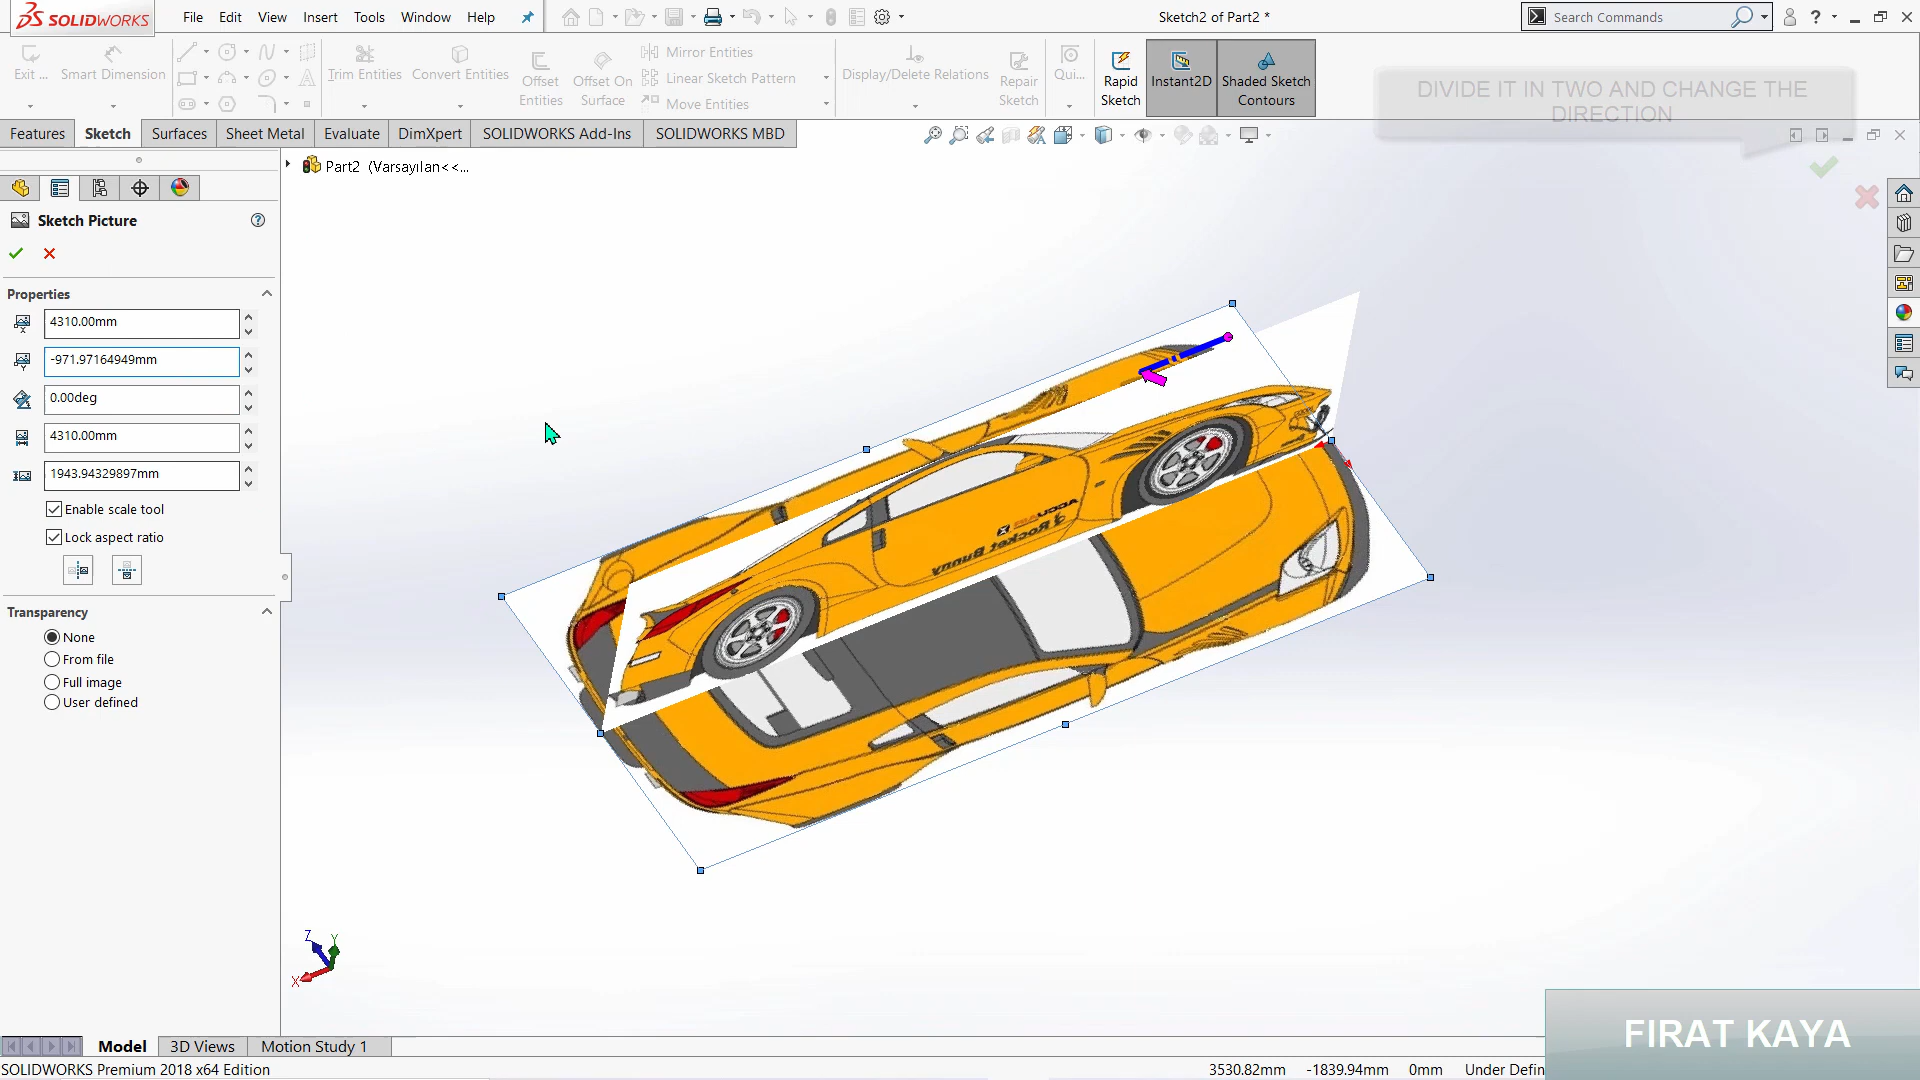 SOLIDWORKS
File Edit View Insert Tools Window Help
Sketch2 of Part2 *
Search Commands
Exit ...
Smart Dimension
Trim Entities
Convert Entities
Offset Entities
Offset On Surface
Mirror Entities
Linear Sketch Pattern
Move Entities
Display/Delete Relations
Repair Sketch
Qui...
Rapid Sketch
Instant2D
Shaded Sketch Contours
DIVIDE IT IN TWO AND CHANGE THE
DIRECTION
Features Sketch Surfaces Sheet Metal Evaluate DimXpert SOLIDWORKS Add-Ins SOLIDWORKS MBD
Part2 (Varsayılan<<...
Sketch Picture
Properties
4310.00mm
-971.97164949mm
0.00deg
4310.00mm
1943.94329897mm
Enable scale tool
Lock aspect ratio
Transparency
None
From file
Full image
User defined
Rocket Bunny
Z
Y
X
FIRAT KAYA
Model 3D Views Motion Study 1
SOLIDWORKS Premium 2018 x64 Edition
3530.82mm -1839.94mm 0mm Under Defin